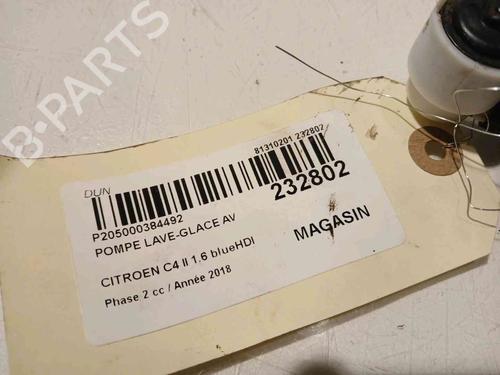 B-PARTS
DUN
81310201 232802
P205000384492
232802
POMPE LAVE-GLACE AV
CITROEN C4 II 1.6 blueHDI
MAGASIN
Phase 2 cc / Année 2018